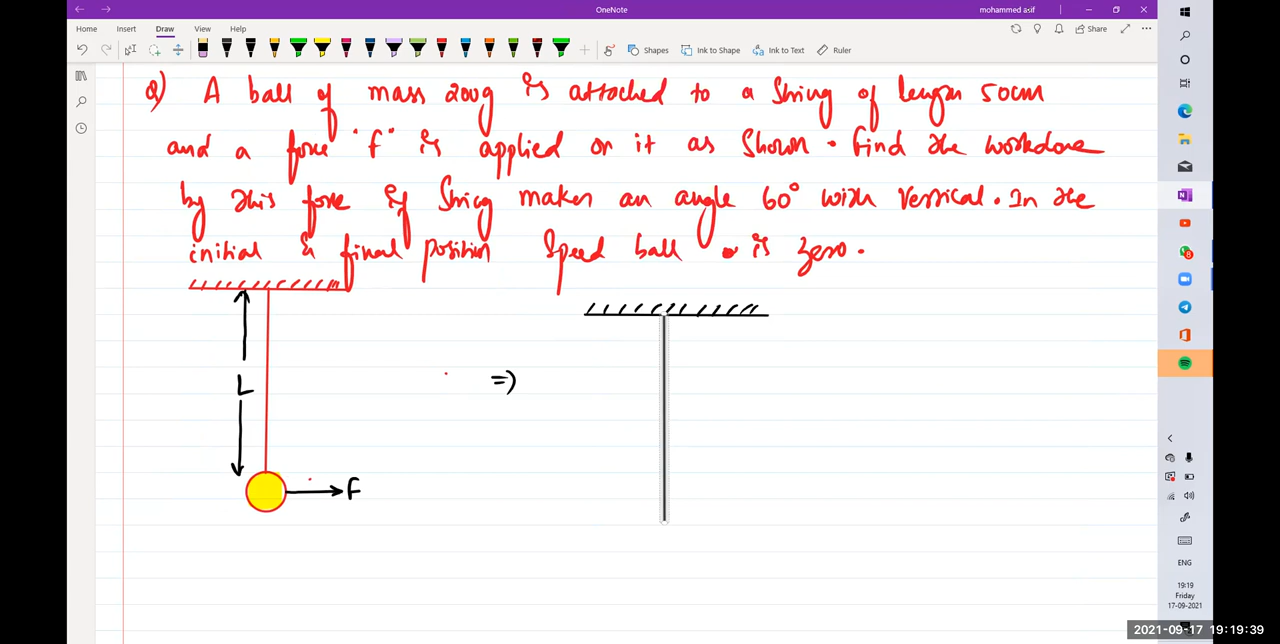 OneNote
mohammed asif
Home Insert Draw View Help
Share
Shapes Ink to Shape Ink to Text Ruler
Q) A ball of mass 200g is attached to a string of length 50cm
and a force "f" is applied on it as shown. Find the workdone
by this force if string makes an angle 60° with vertical. In the
initial & final position speed ball is zero.
L
=>
F
ENG
19:19
Friday
17-09-2021
2021-09-17 19:19:39